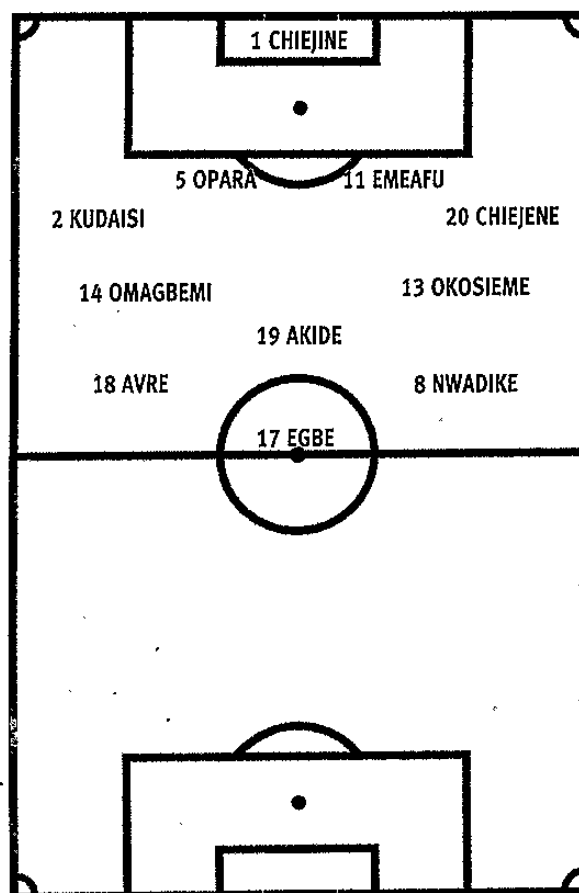 1 CHIEJINE
5 OPARA
11 EMEAFU
2 KUDAISI
20 CHIEJENE
14 OMAGBEMI
13 OKOSIEME
19 AKIDE
18 AVRE
8 NWADIKE
17 EGBE